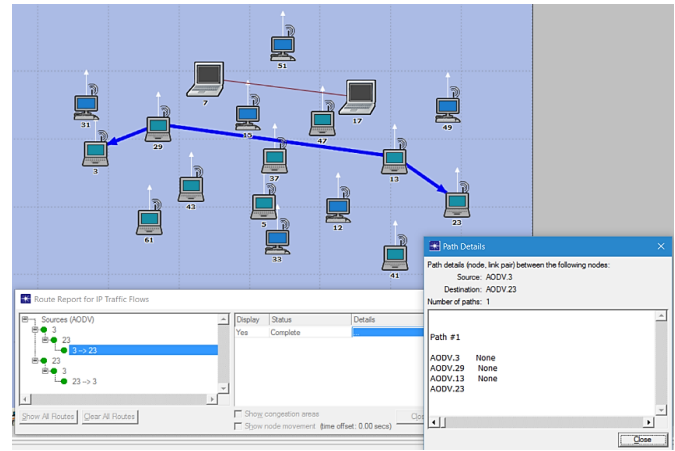 51
7
31
17
15
49
47
29
3
37
13
43
5
12
23
61
33
41
Path Details
Path details (node, link pair) between the following nodes:
Source: AODV.3
Destination: AODV.23
Number of paths: 1
Path #1
AODV.3 None
AODV.29 None
AODV.13 None
AODV.23
Close
Route Report for IP Traffic Flows
Sources (AODV)
3
23
3 -> 23
23
3
23 -> 3
Display Status Details
Yes Complete ...
Show All Routes Clear All Routes
Show congestion areas
Show node movement (time offset: 0.00 secs)